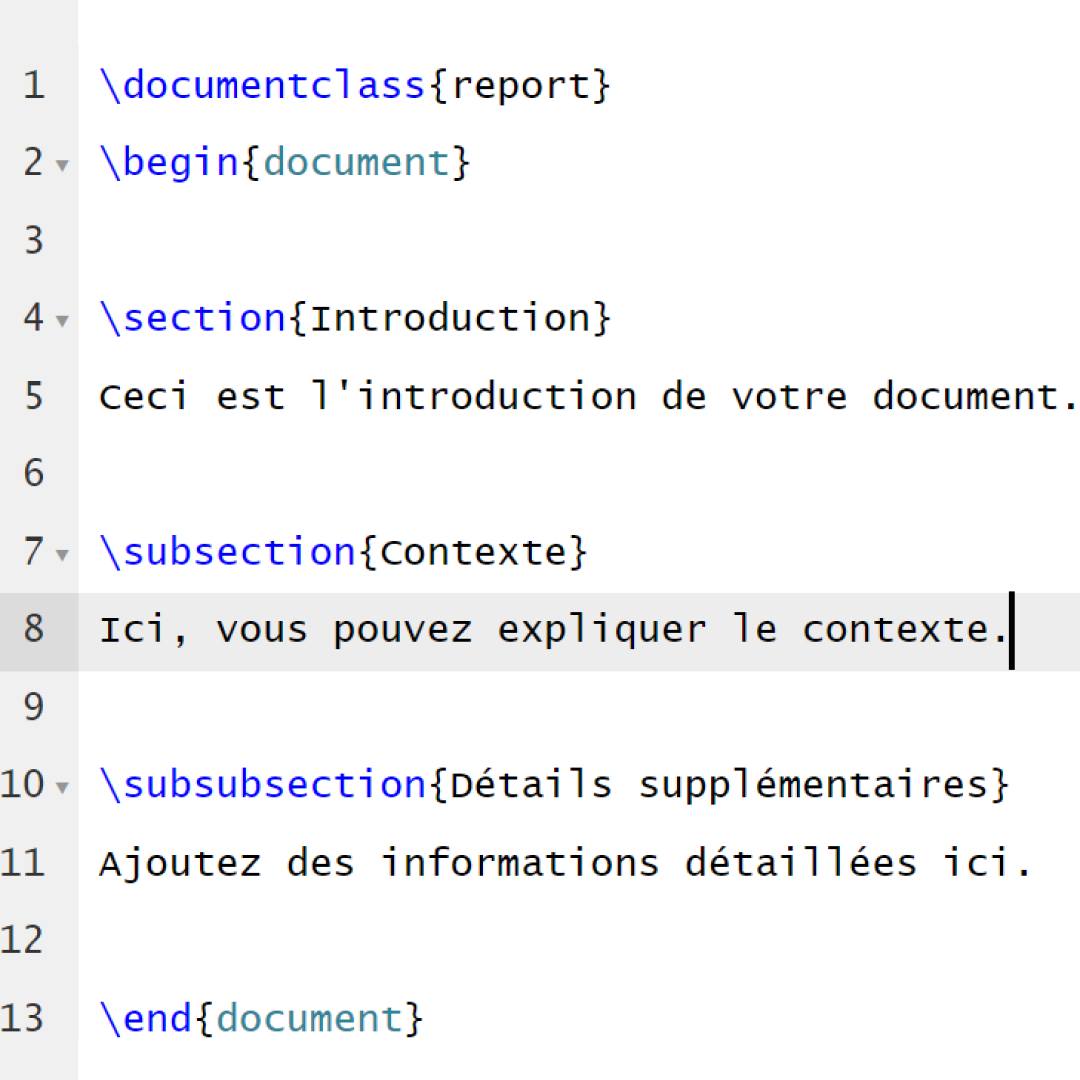 1 \documentclass{report}
2 \begin{document}
3
4 \section{Introduction}
5 Ceci est l'introduction de votre document.
6
7 \subsection{Contexte}
8 Ici, vous pouvez expliquer le contexte.
9
10 \subsubsection{Détails supplémentaires}
11 Ajoutez des informations détaillées ici.
12
13 \end{document}